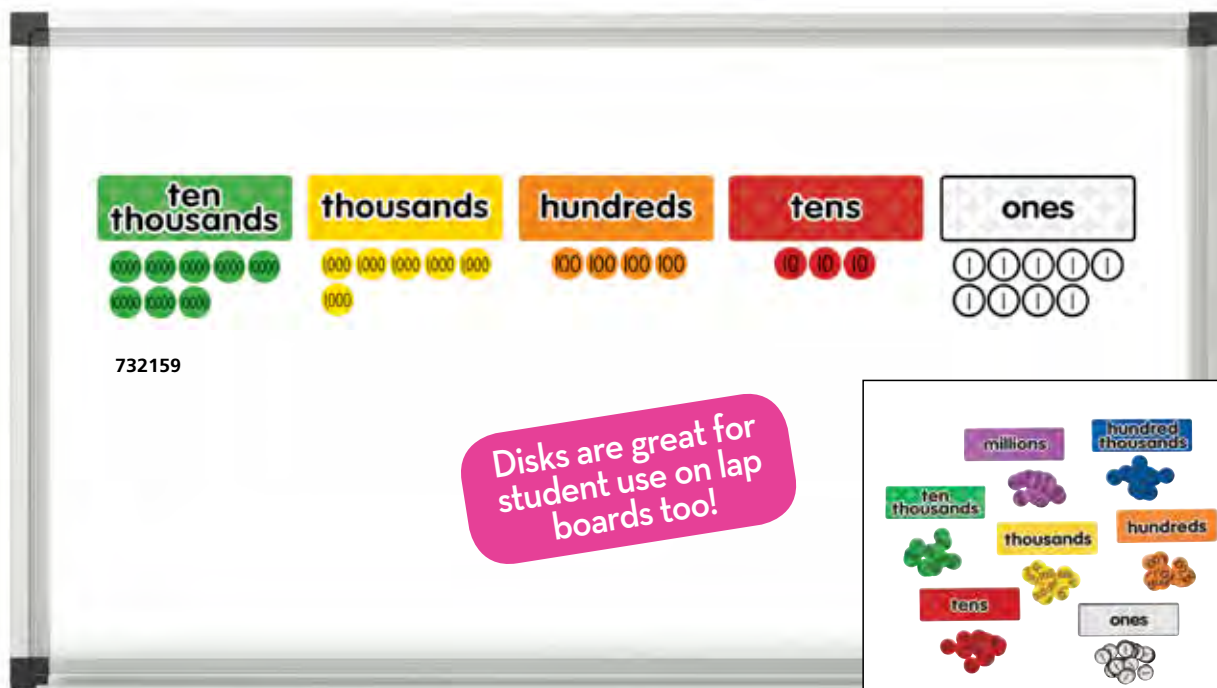 ten
thousands
thousands
hundreds
tens
ones
10000 10000 10000 10000 10000
10000 10000 10000
1000 1000 1000 1000 1000
1000
100 100 100 100
10 10 10
1 1 1 1 1
1 1 1 1
732159
Disks are great for
student use on lap
boards too!
millions
hundred
thousands
ten
thousands
thousands
hundreds
tens
ones